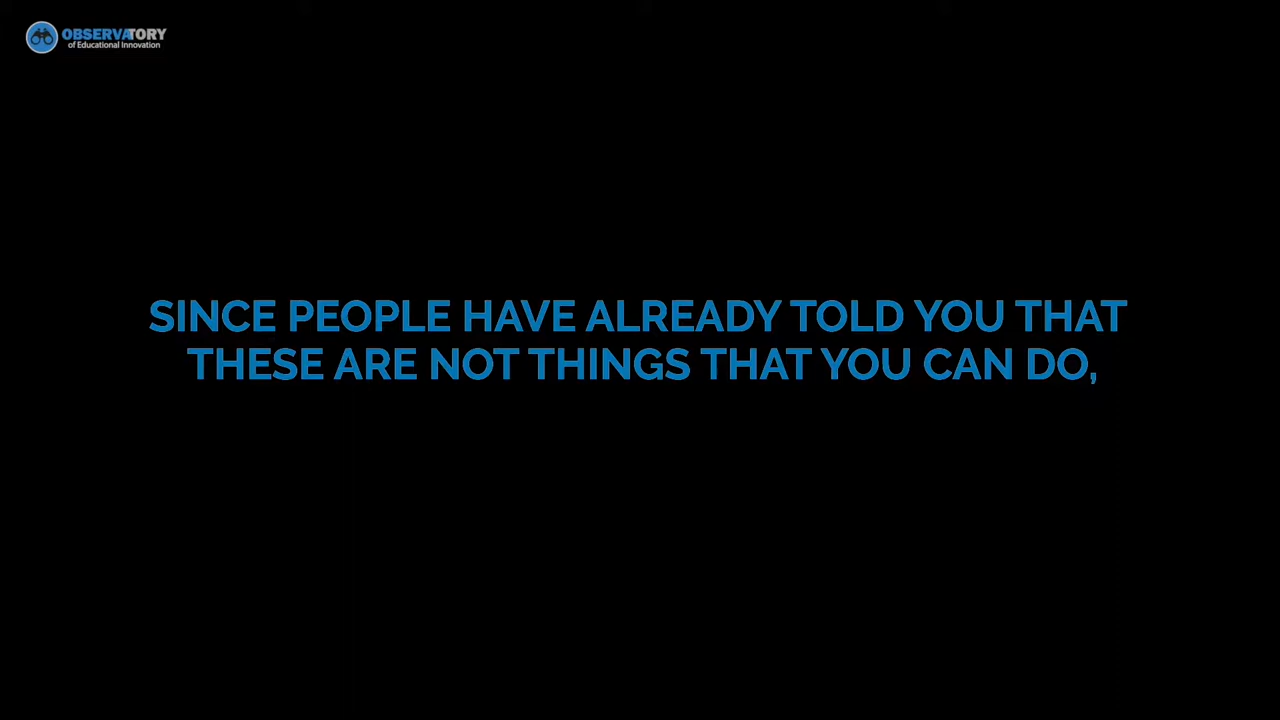 OBSERVATORY
of Educational Innovation
SINCE PEOPLE HAVE ALREADY TOLD YOU THAT
THESE ARE NOT THINGS THAT YOU CAN DO,